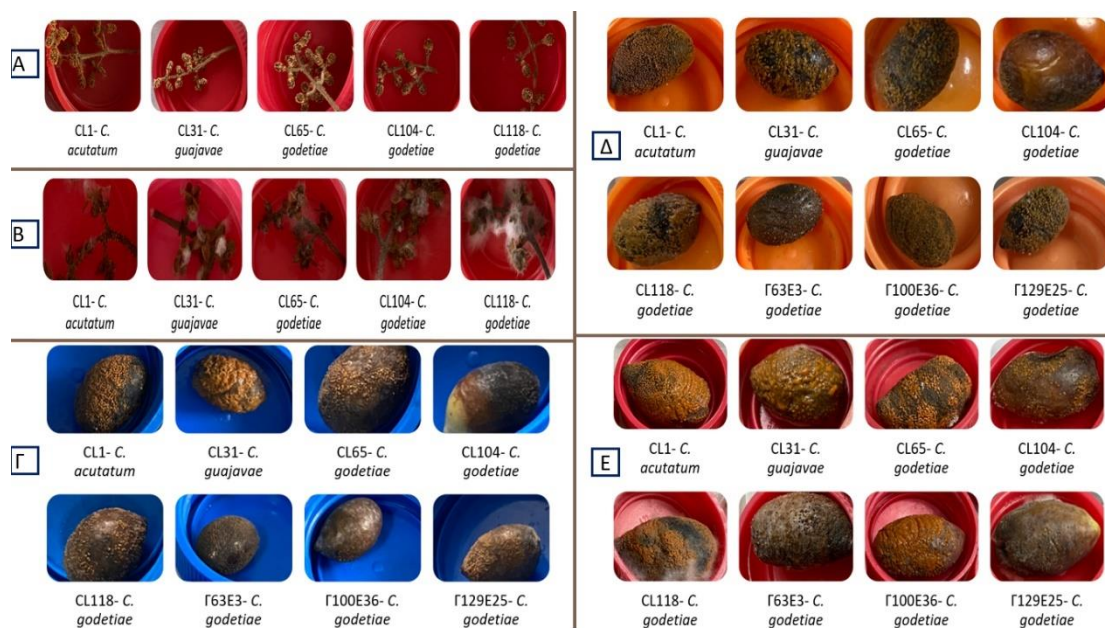 A
CL1- C. CL31- C. CL65- C. CL104- C. CL118- C.
acutatum guajavae godetiae godetiae godetiae
B
CL1- C. CL31- C. CL65- C. CL104- C. CL118- C.
acutatum guajavae godetiae godetiae godetiae
Γ
CL1- C. CL31- C. CL65- C. CL104- C.
acutatum guajavae godetiae godetiae
CL118- C. Γ63E3- C. Γ100E36- C. Γ129E25- C.
godetiae godetiae godetiae godetiae
Δ
CL1- C. CL31- C. CL65- C. CL104- C.
acutatum guajavae godetiae godetiae
CL118- C. Γ63E3- C. Γ100E36- C. Γ129E25- C.
godetiae godetiae godetiae godetiae
E
CL1- C. CL31- C. CL65- C. CL104- C.
acutatum guajavae godetiae godetiae
CL118- C. Γ63E3- C. Γ100E36- C. Γ129E25- C.
godetiae godetiae godetiae godetiae